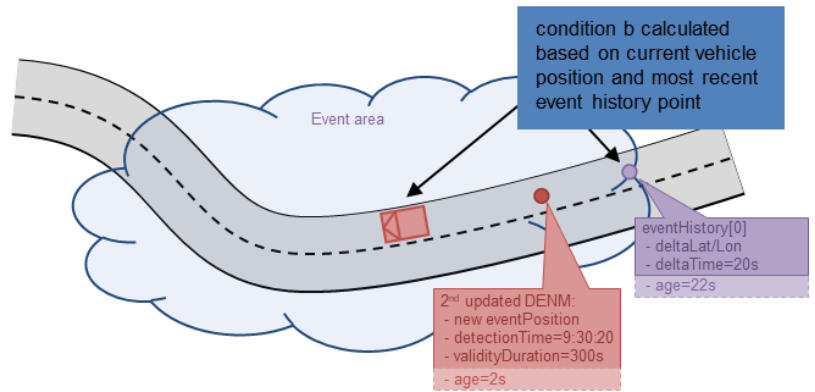 condition b calculated
based on current vehicle
position and most recent
event history point
Event area
eventHistory[0]
- deltaLat/Lon
- deltaTime=20s
- age=22s
2nd updated DENM:
- new eventPosition
- detectionTime=9:30:20
- validityDuration=300s
- age=2s